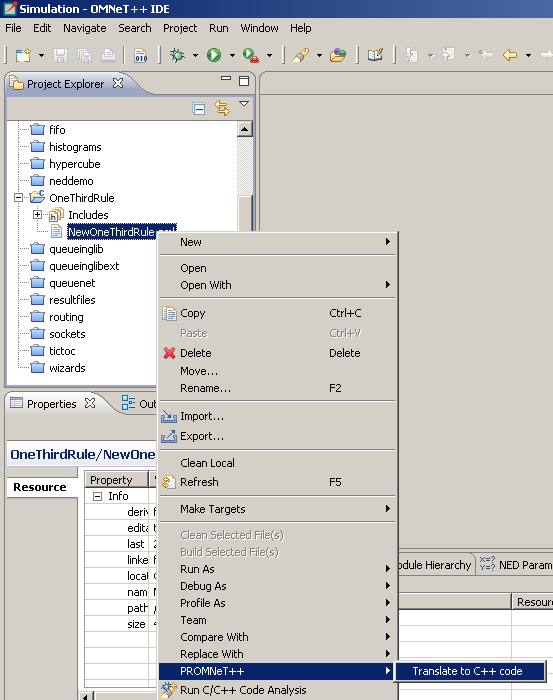 Simulation - OMNeT++ IDE
File Edit Navigate Search Project Run Window Help
010
Project Explorer
fifo
histograms
hypercube
neddemo
OneThirdRule
Includes
NewOneThirdRule
queueinglib
queueinglibext
queuenet
resultfiles
routing
sockets
tictoc
wizards
New
Open
Open With
Copy Ctrl+C
Paste Ctrl+V
Delete Delete
Move...
Rename... F2
Import...
Export...
Clean Local
Refresh F5
Make Targets
Clean Selected File(s)
Build Selected File(s)
Run As
Debug As
Profile As
Team
Compare With
Replace With
PROMNeT++
Run C/C++ Code Analysis
Translate to C++ code
Properties Out
OneThirdRule/NewOne
Resource
Property
Info
deri
edita
last
linke
locat
nam
path
size
odule Hierarchy NED Param
Resourc